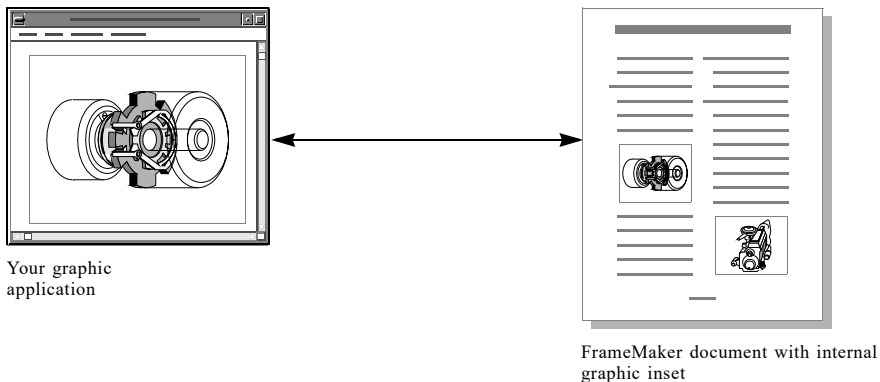 Your graphic
application
FrameMaker document with internal
graphic inset